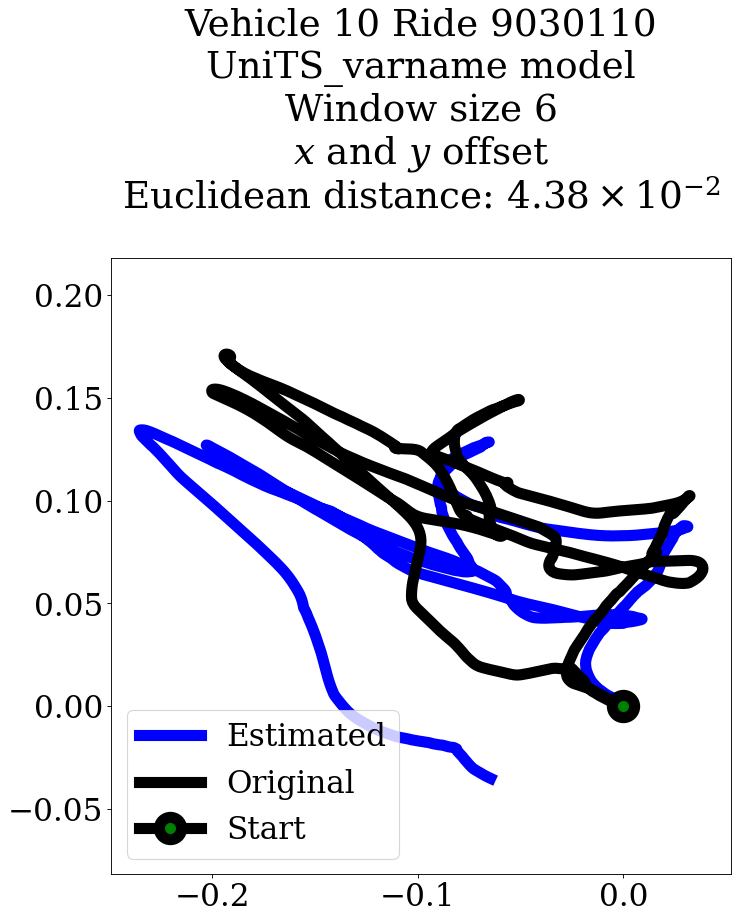 Vehicle 10 Ride 9030110
UniTS_varname model
Window size 6
x and y offset
Euclidean distance: 4.38 × 10⁻²
0.20
0.15
0.10
0.05
0.00
−0.05
Estimated
Original
Start
−0.2
−0.1
0.0